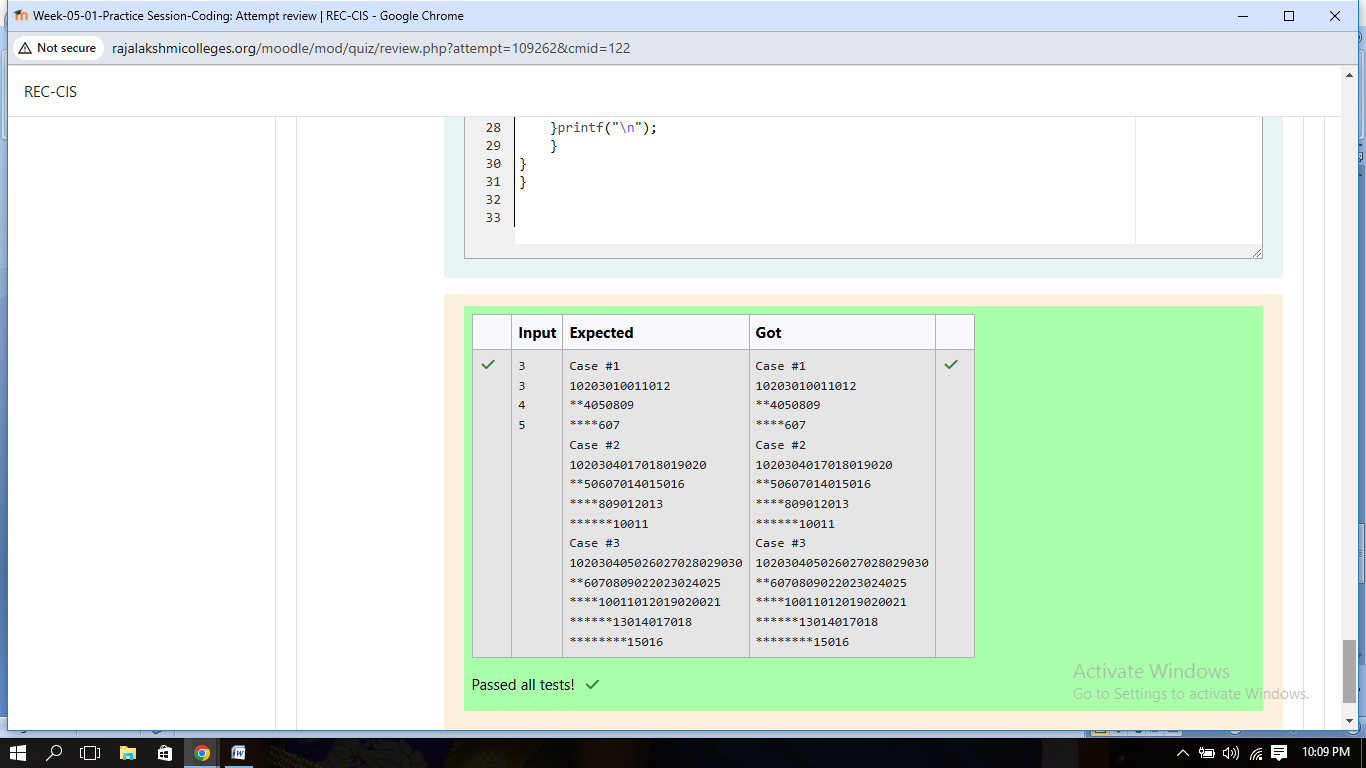 Week-05-01-Practice Session-Coding: Attempt review | REC-CIS - Google Chrome
Not secure rajalakshmicolleges.org/moodle/mod/quiz/review.php?attempt=109262&cmid=122
REC-CIS
28 }printf("\n");
29 }
30 }
31 }
32
33
Input Expected Got
3 Case #1 Case #1
3 10203010011012 10203010011012
4 **4050809 **4050809
5 ****607 ****607
Case #2 Case #2
1020304017018019020 1020304017018019020
**50607014015016 **50607014015016
****809012013 ****809012013
******10011 ******10011
Case #3 Case #3
102030405026027028029030 102030405026027028029030
**6070809022023024025 **6070809022023024025
****10011012019020021 ****10011012019020021
******13014017018 ******13014017018
********15016 ********15016
Passed all tests!
Activate Windows
Go to Settings to activate Windows.
10:09 PM